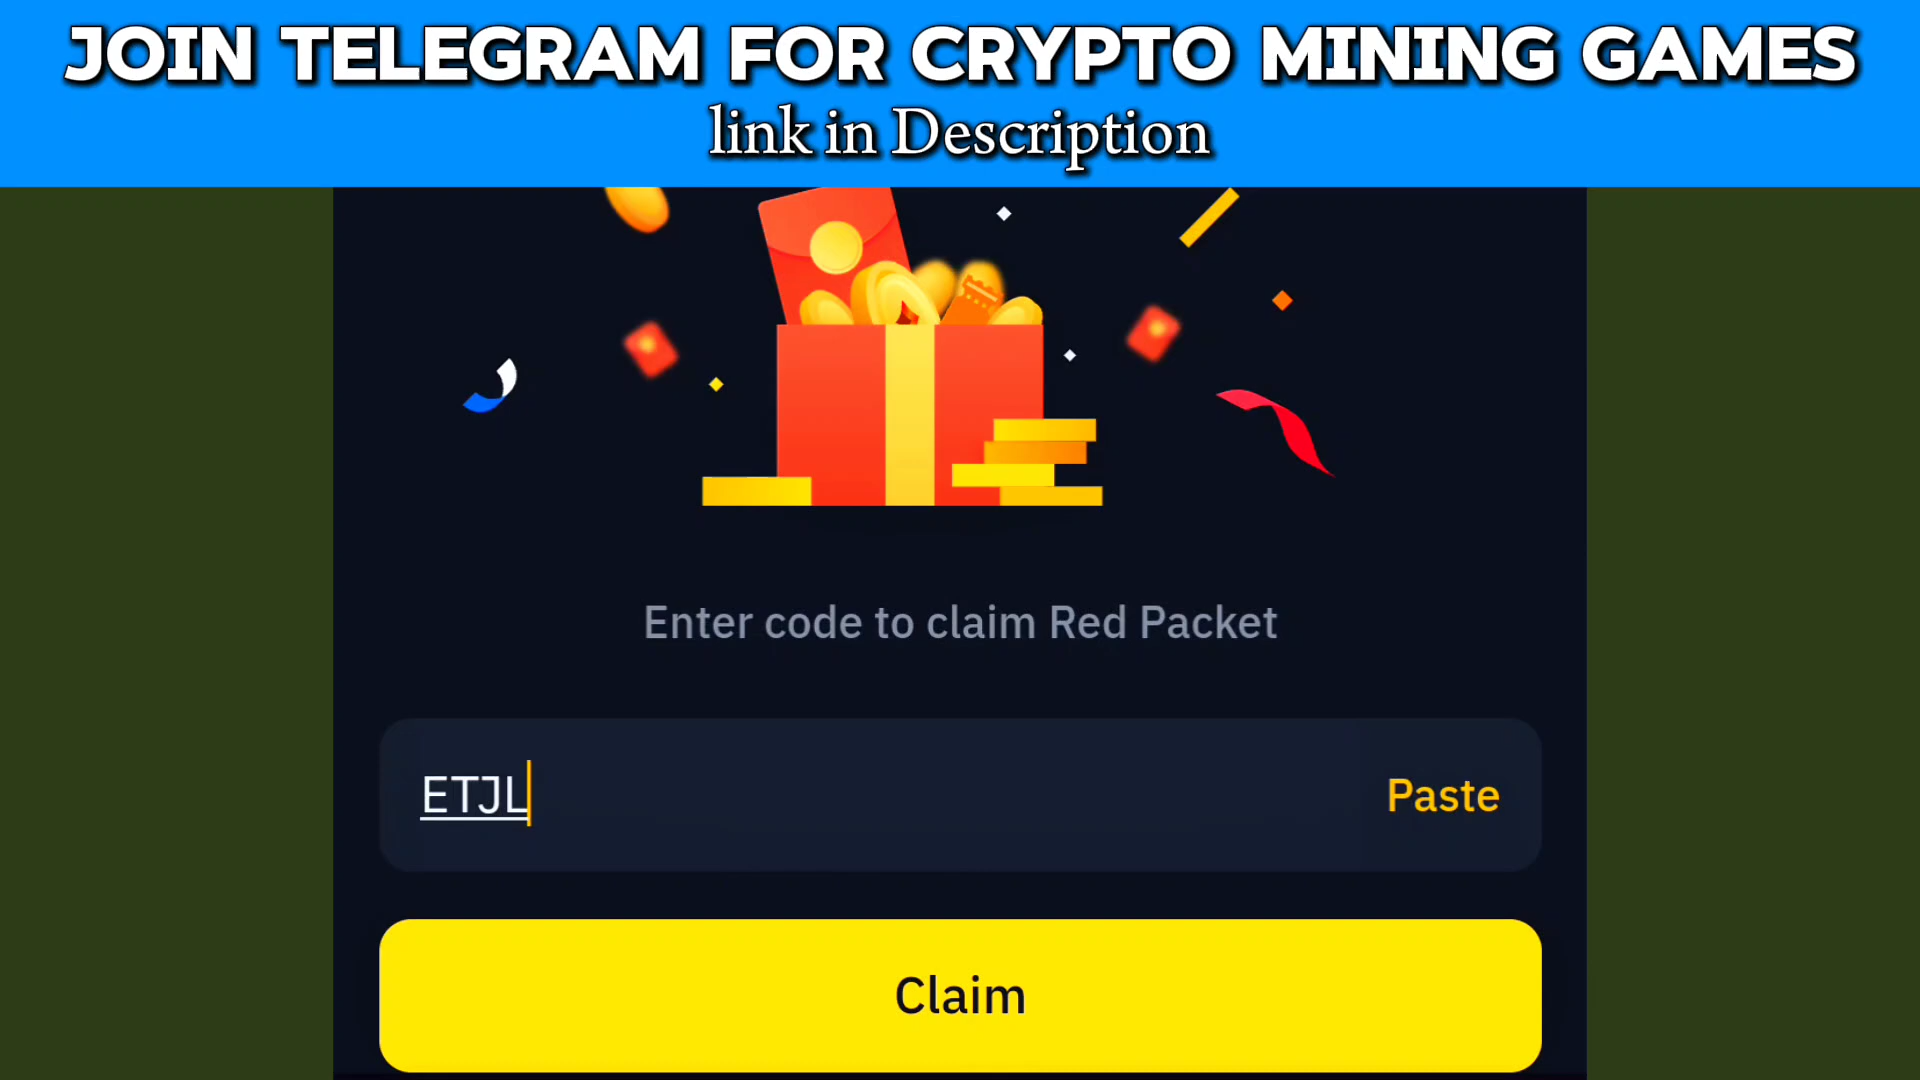 JOIN TELEGRAM FOR CRYPTO MINING GAMES
link in Description
Enter code to claim Red Packet
ETJL
Paste
Claim